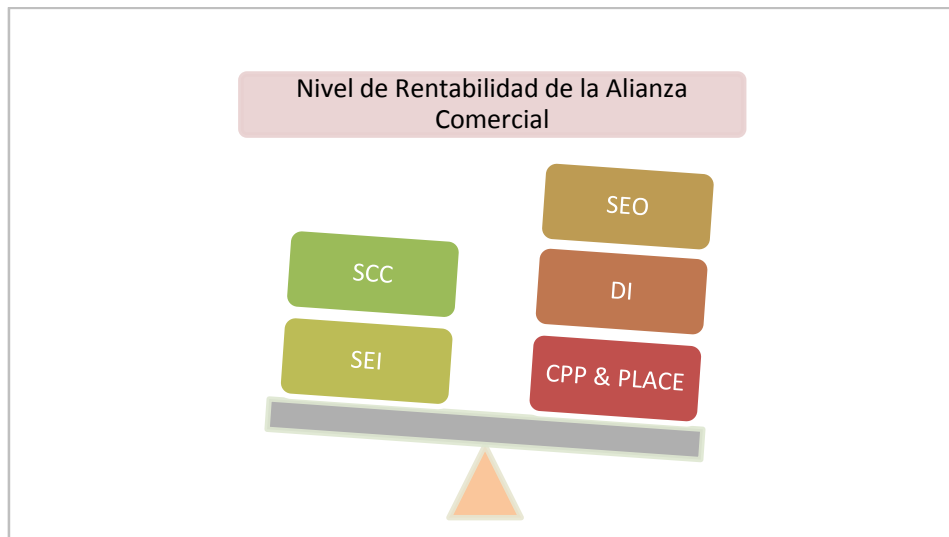 Nivel de Rentabilidad de la Alianza
Comercial
SCC
SEI
SEO
DI
CPP & PLACE